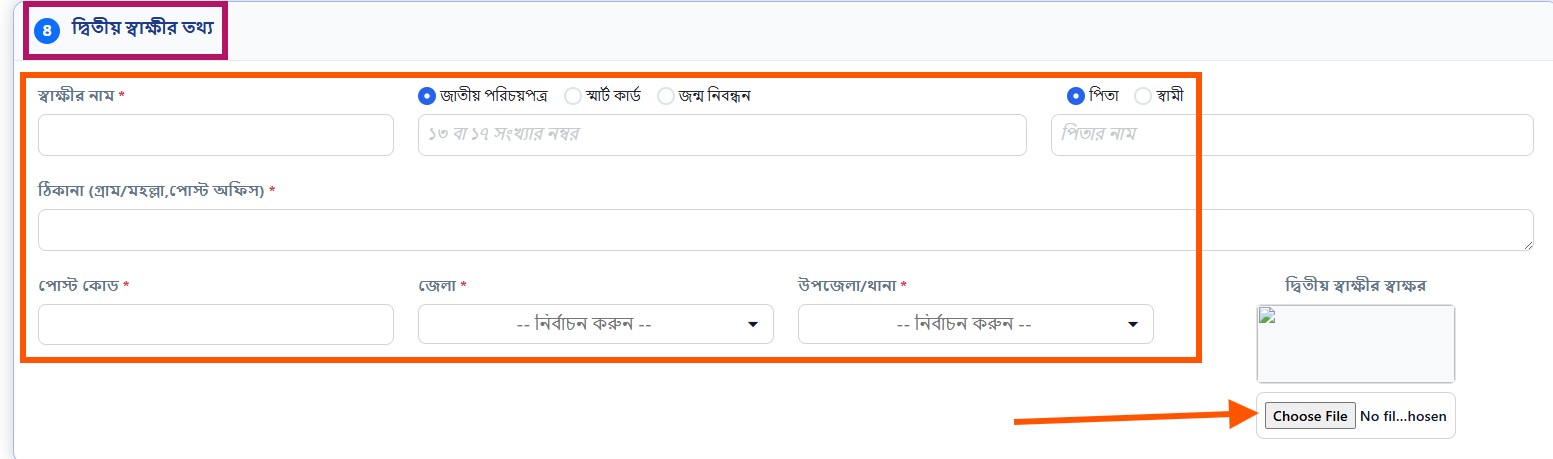 8 দ্বিতীয় স্বাক্ষীর তথ্য
স্বাক্ষীর নাম * জাতীয় পরিচয়পত্র স্মার্ট কার্ড জন্ম নিবন্ধন পিতা স্বামী
১৩ বা ১৭ সংখ্যার নম্বর পিতার নাম
ঠিকানা (গ্রাম/মহল্লা,পোস্ট অফিস) *
পোস্ট কোড * জেলা * উপজেলা/থানা * দ্বিতীয় স্বাক্ষীর স্বাক্ষর
-- নির্বাচন করুন -- -- নির্বাচন করুন --
Choose File No fil...hosen